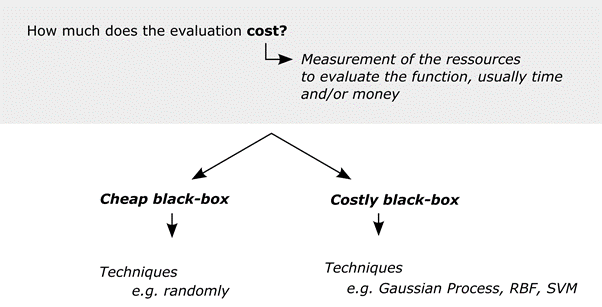 How much does the evaluation cost?
Measurement of the ressources
to evaluate the function, usually time
and/or money
Cheap black-box
Costly black-box
Techniques
e.g. randomly
Techniques
e.g. Gaussian Process, RBF, SVM